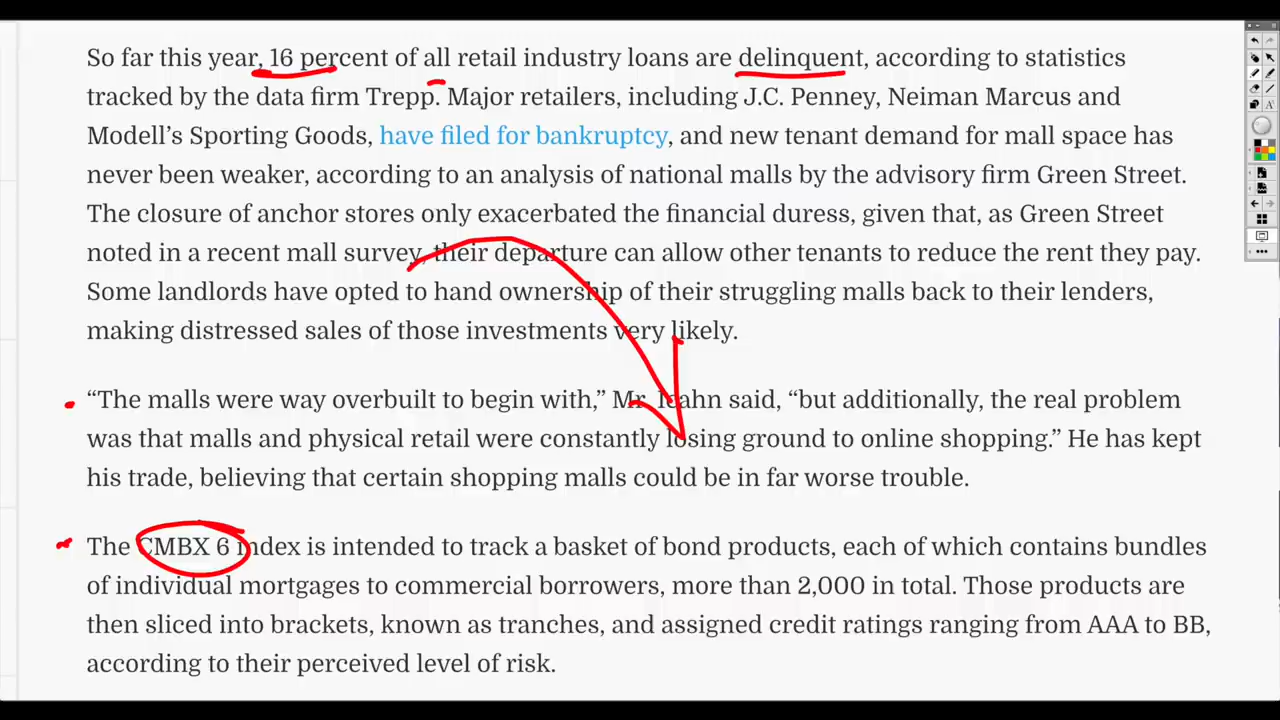 So far this year, 16 percent of all retail industry loans are delinquent, according to statistics
tracked by the data firm Trepp. Major retailers, including J.C. Penney, Neiman Marcus and
Modell’s Sporting Goods, have filed for bankruptcy, and new tenant demand for mall space has
never been weaker, according to an analysis of national malls by the advisory firm Green Street.
The closure of anchor stores only exacerbated the financial duress, given that, as Green Street
noted in a recent mall survey, their departure can allow other tenants to reduce the rent they pay.
Some landlords have opted to hand ownership of their struggling malls back to their lenders,
making distressed sales of those investments very likely.
“The malls were way overbuilt to begin with,” Mr. Icahn said, “but additionally, the real problem
was that malls and physical retail were constantly losing ground to online shopping.” He has kept
his trade, believing that certain shopping malls could be in far worse trouble.
The CMBX 6 index is intended to track a basket of bond products, each of which contains bundles
of individual mortgages to commercial borrowers, more than 2,000 in total. Those products are
then sliced into brackets, known as tranches, and assigned credit ratings ranging from AAA to BB,
according to their perceived level of risk.